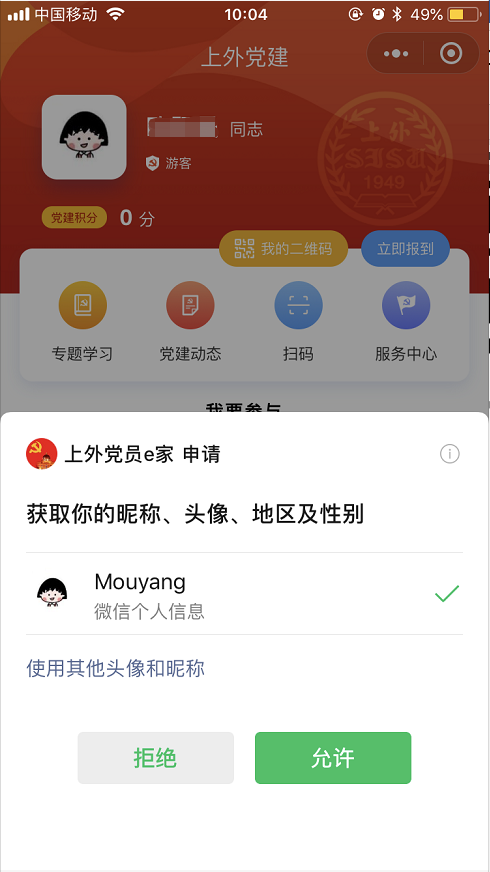 中国移动
10:04
49%
上外党建
同志
游客
党建积分
0 分
上外
SISU
1949
我的二维码
立即报到
专题学习
党建动态
扫码
服务中心
我要参与
上外党员e家 申请
获取你的昵称、头像、地区及性别
Mouyang
微信个人信息
使用其他头像和昵称
拒绝
允许